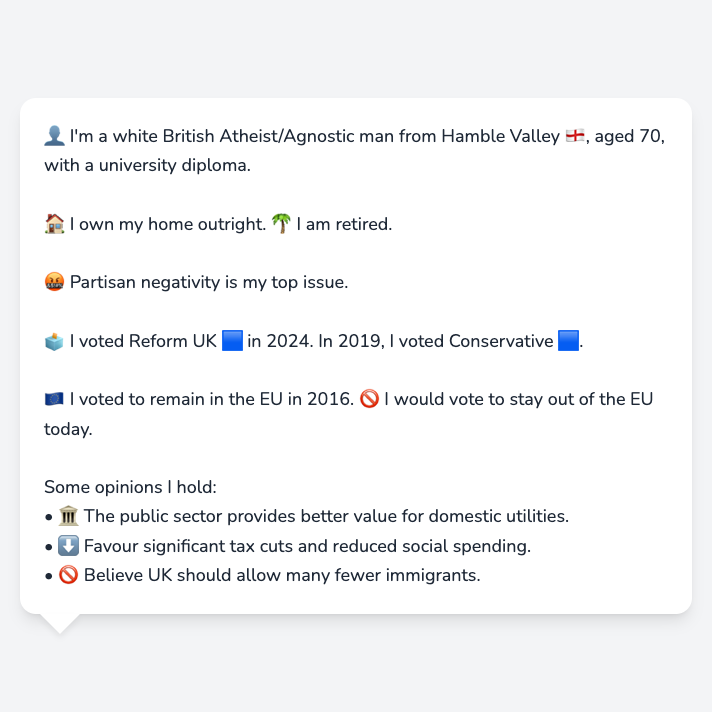 👤 I'm a white British Atheist/Agnostic man from Hamble Valley 🏴󠁧󠁢󠁥󠁮󠁧󠁿, aged 70,
with a university diploma.
🏠 I own my home outright. 🌴 I am retired.
🤬 Partisan negativity is my top issue.
🗳️ I voted Reform UK 🟦 in 2024. In 2019, I voted Conservative 🟦.
🇪🇺 I voted to remain in the EU in 2016. 🚫 I would vote to stay out of the EU
today.
Some opinions I hold:
• 🏛️ The public sector provides better value for domestic utilities.
• ⬇️ Favour significant tax cuts and reduced social spending.
• 🚫 Believe UK should allow many fewer immigrants.